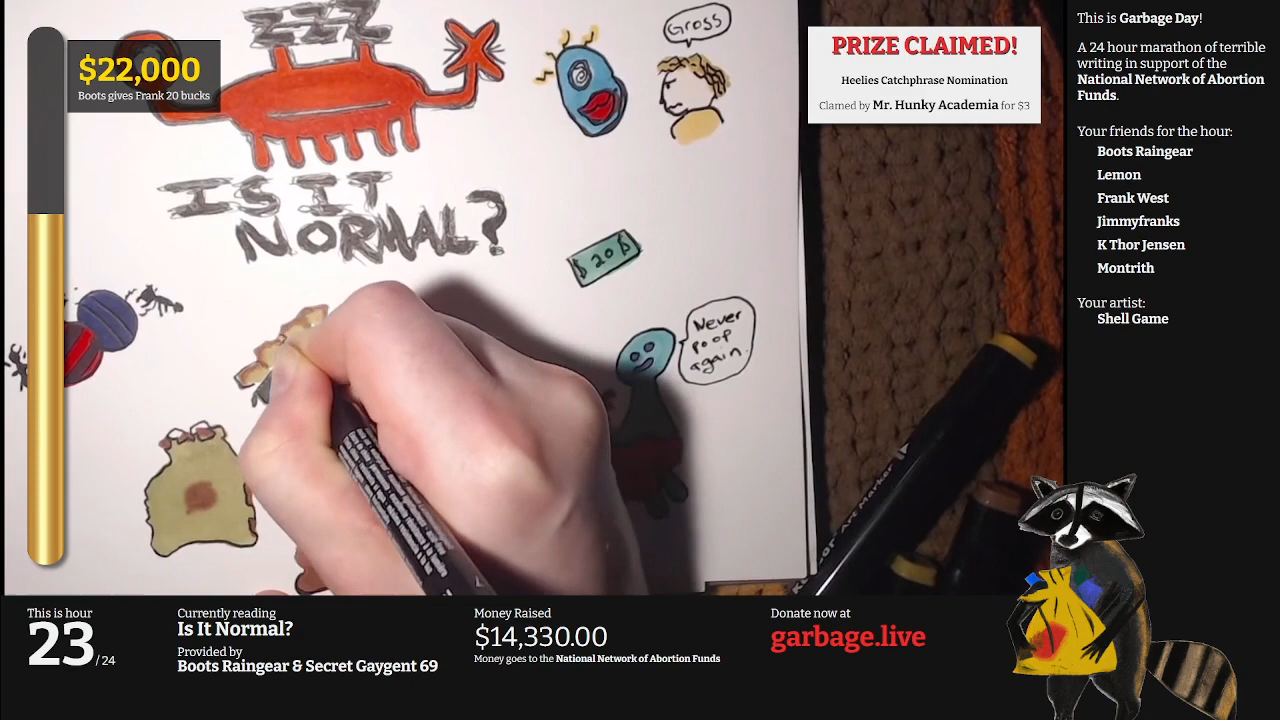 ZZZ
Gross
IS IT
NORMAL?
$20$
Never
poop
again.
$22,000
Boots gives Frank 20 bucks
PRIZE CLAIMED!
Heelies Catchphrase Nomination
Clamed by Mr. Hunky Academia for $3
This is Garbage Day!
A 24 hour marathon of terrible
writing in support of the
National Network of Abortion
Funds.
Your friends for the hour:
Boots Raingear
Lemon
Frank West
Jimmyfranks
K Thor Jensen
Montrith
Your artist:
Shell Game
Art Marker
This is hour
23 / 24
Currently reading
Is It Normal?
Provided by
Boots Raingear & Secret Gaygent 69
Money Raised
$14,330.00
Money goes to the National Network of Abortion Funds
Donate now at
garbage.live